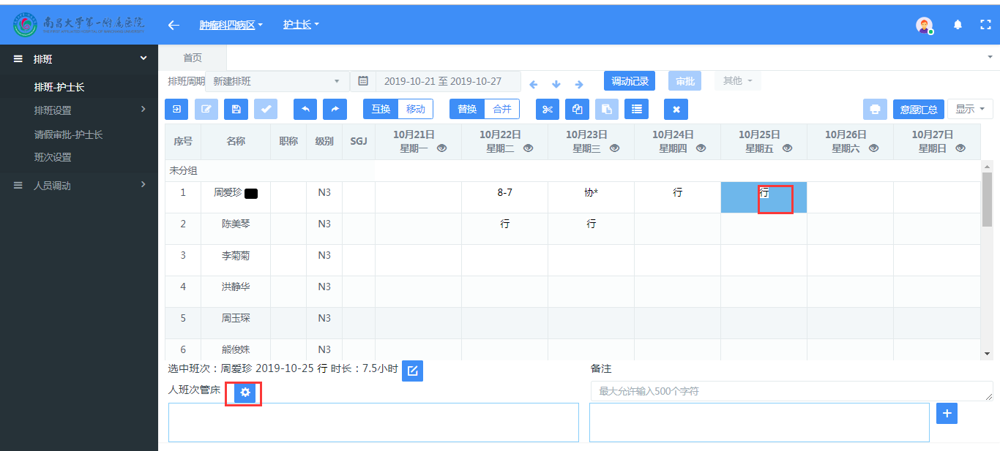 南昌大学第一附属医院
肿瘤科四病区
护士长
排班
排班-护士长
排班设置
请假审批-护士长
班次设置
人员调动
首页
排班周期 新建排班 2019-10-21 至 2019-10-27 调动记录 审批 其他
互换 移动 替换 合并 意愿汇总 显示
序号 名称 职称 级别 SGJ 10月21日 星期一 10月22日 星期二 10月23日 星期三 10月24日 星期四 10月25日 星期五 10月26日 星期六 10月27日 星期日
未分组
1 周爱珍 N3 8-7 协* 行 行
2 陈美琴 N3 行 行
3 李菊菊 N3
4 洪静华 N3
5 周玉琛 N3
6 熊俊姝 N3
选中班次：周爱珍 2019-10-25 行 时长：7.5小时
备注
人班次管床
最大允许输入500个字符